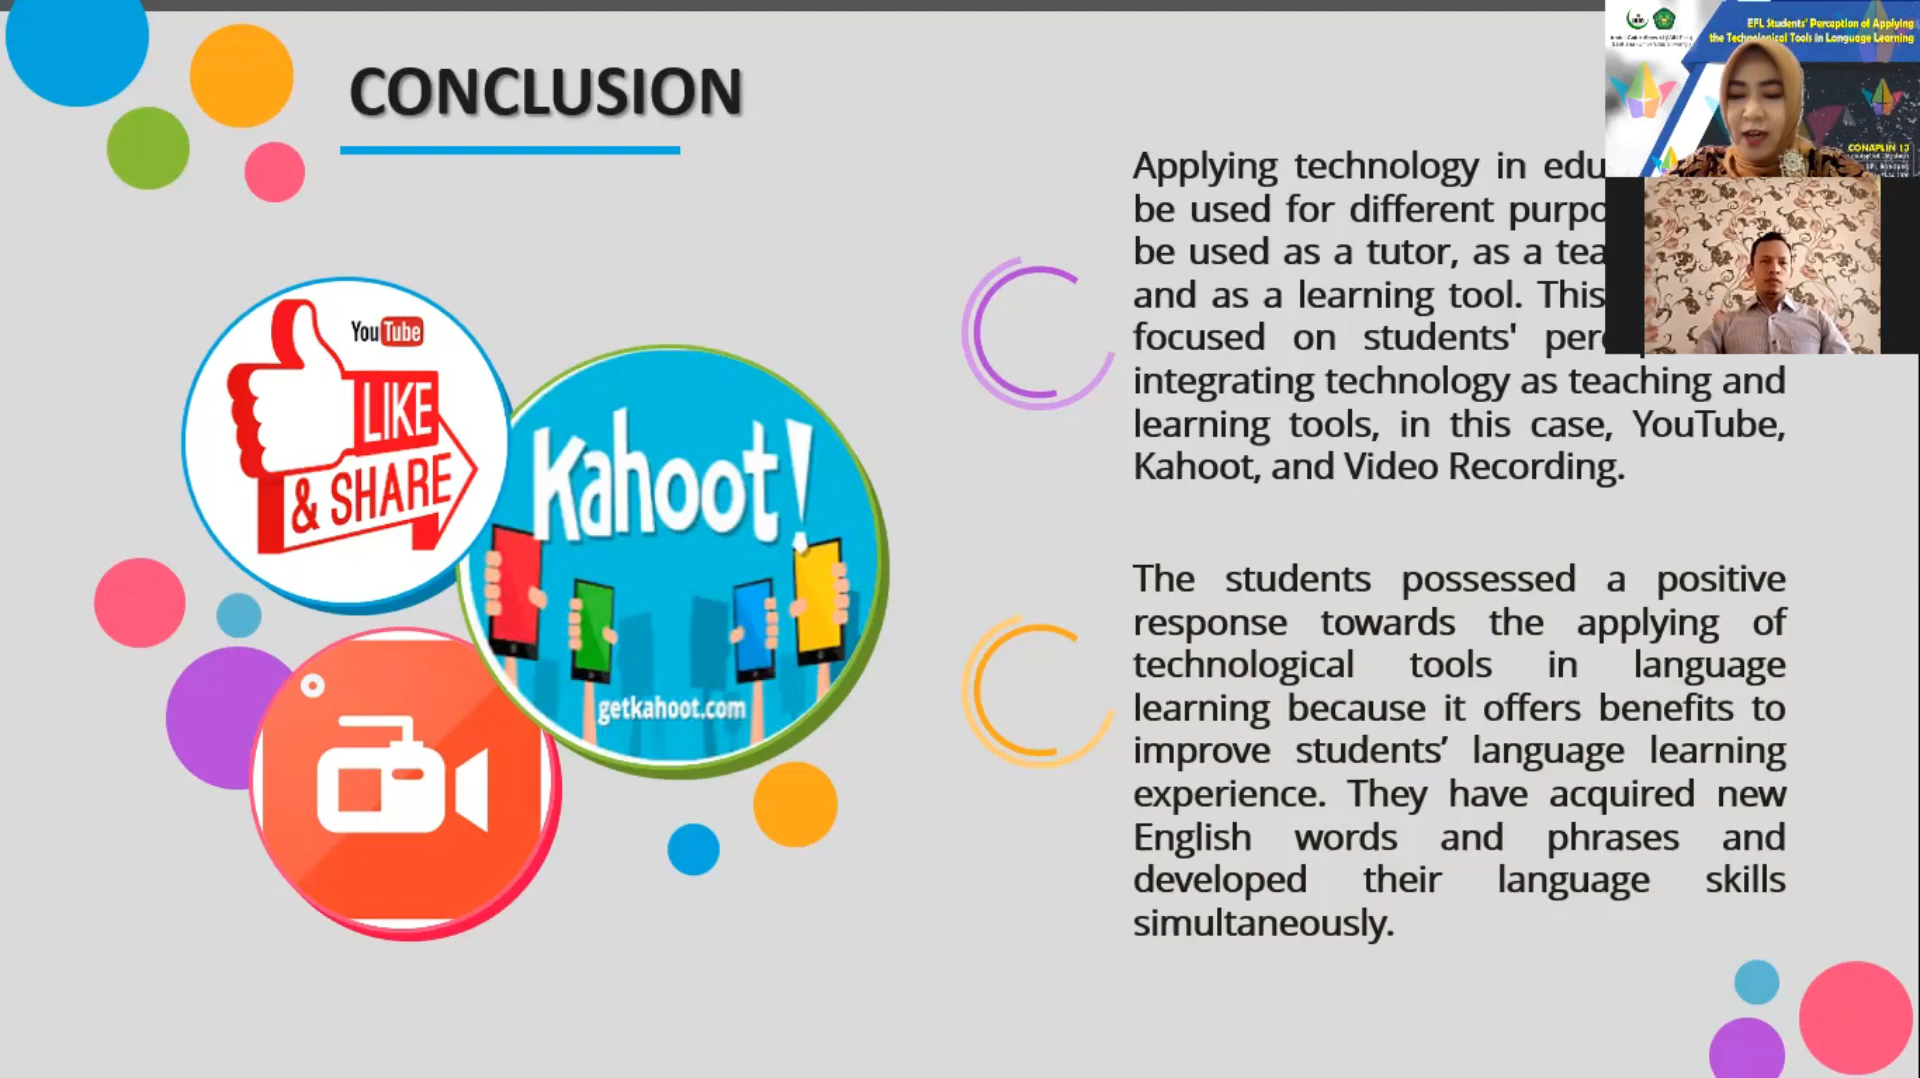 CONCLUSION
EFL Students' Perception of Applying
the Technological Tools in Language Learning
CONAPLIN 13
Applying technology in edu
be used for different purpo
be used as a tutor, as a tea
and as a learning tool. This
focused on students' perc
integrating technology as teaching and
learning tools, in this case, YouTube,
Kahoot, and Video Recording.
The students possessed a positive
response towards the applying of
technological tools in language
learning because it offers benefits to
improve students’ language learning
experience. They have acquired new
English words and phrases and
developed their language skills
simultaneously.
YouTube
LIKE
& SHARE
Kahoot!
getkahoot.com